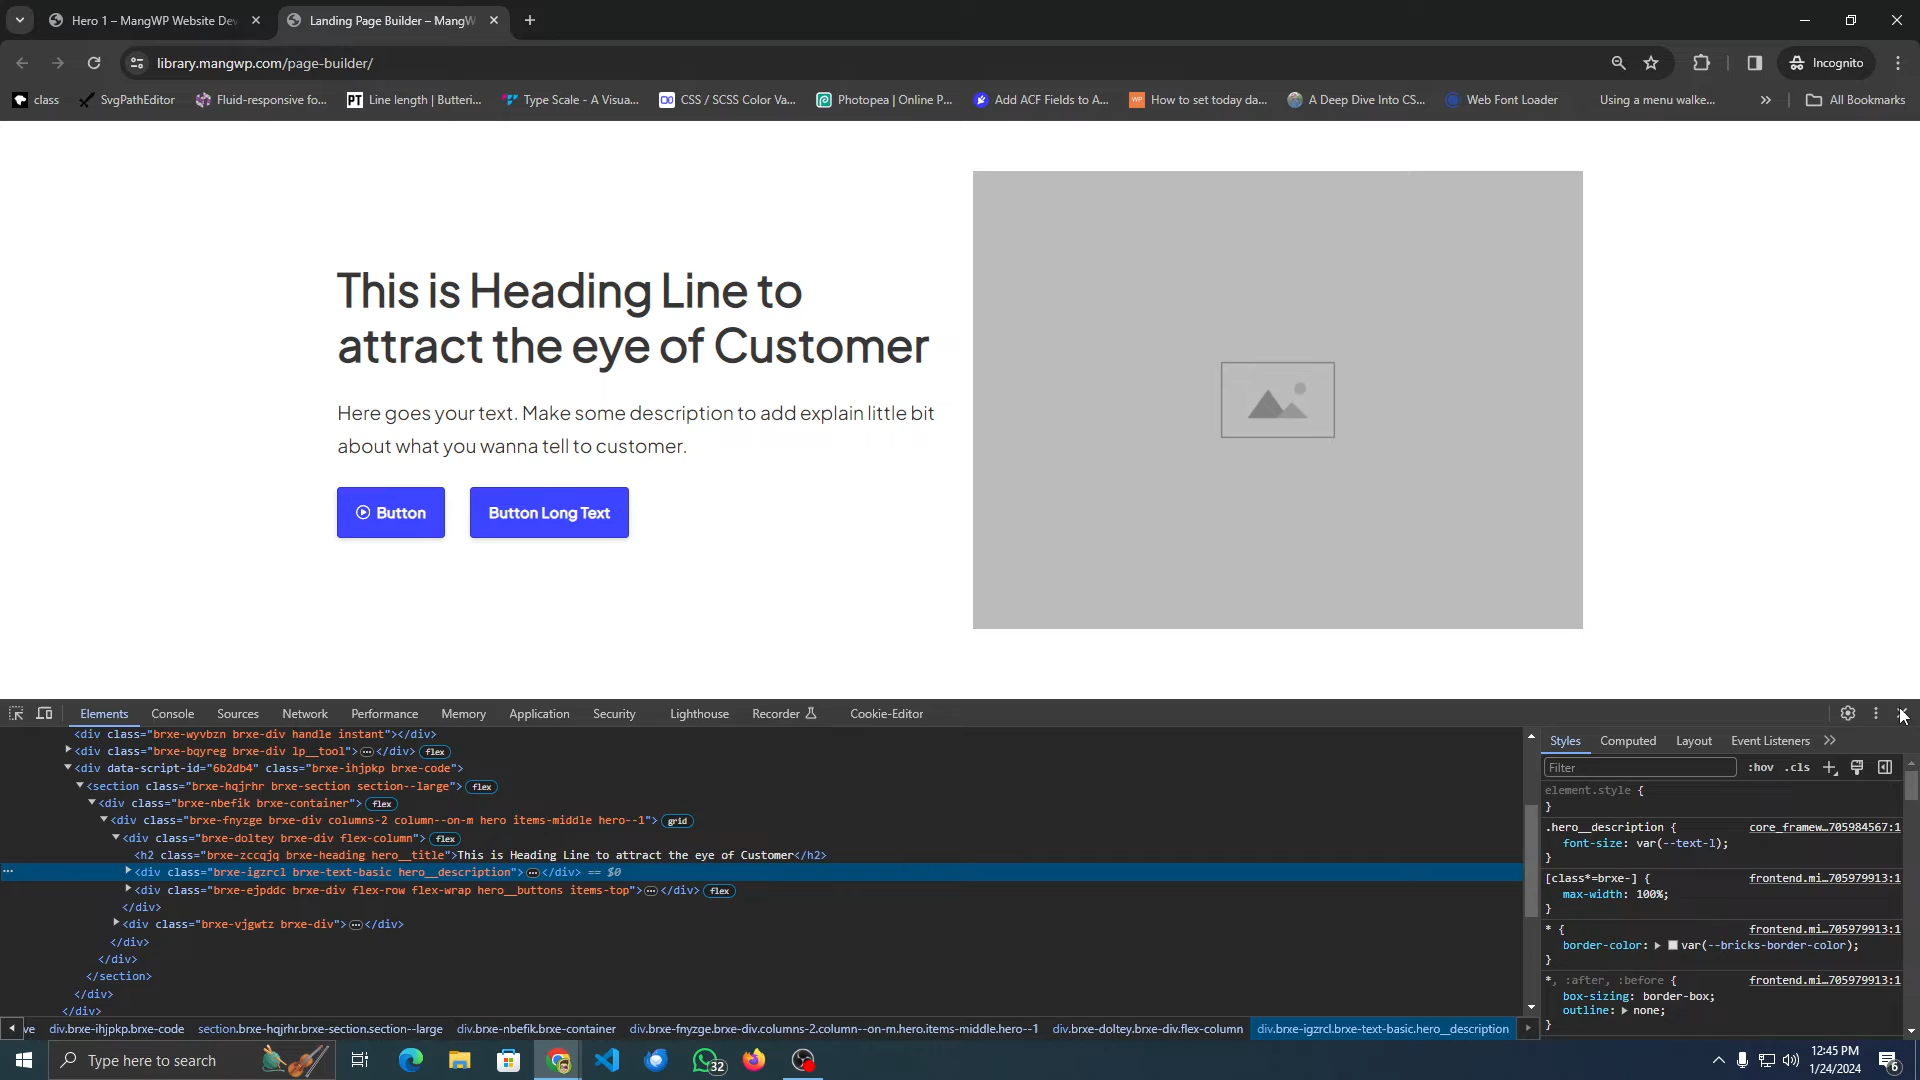 Hero 1 – MangWP Website De
Landing Page Builder – MangW
library.mangwp.com/page-builder/
Incognito
class
SvgPathEditor
Fluid-responsive fo...
PT
Line length | Butteri...
Type Scale - A Visua...
CSS / SCSS Color Va...
Photopea | Online P...
Add ACF Fields to A...
WP
How to set today da...
A Deep Dive Into CS...
Web Font Loader
Using a menu walke...
All Bookmarks
This is Heading Line to
attract the eye of Customer
Here goes your text. Make some description to add explain little bit
about what you wanna tell to customer.
Button
Button Long Text
Elements
Console
Sources
Network
Performance
Memory
Application
Security
Lighthouse
Recorder
Cookie-Editor
<div class="brxe-wyvbzn brxe-div handle instant"></div>
<div class="brxe-bqyreg brxe-div lp__tool">…</div> flex
<div data-script-id="6b2db4" class="brxe-ihjpkp brxe-code">
<section class="brxe-hqjrhr brxe-section section--large"> flex
<div class="brxe-nbefik brxe-container"> flex
<div class="brxe-fnyzge brxe-div columns-2 column--on-m hero items-middle hero--1"> grid
<div class="brxe-doltey brxe-div flex-column"> flex
<h2 class="brxe-zccqjq brxe-heading hero__title">This is Heading Line to attract the eye of Customer</h2>
<div class="brxe-igzrcl brxe-text-basic hero__description">…</div> == $0
<div class="brxe-ejpddc brxe-div flex-row flex-wrap hero__buttons items-top">…</div> flex
</div>
<div class="brxe-vjgwtz brxe-div">…</div>
</div>
</div>
</section>
</div>
</div>
ve
div.brxe-ihjpkp.brxe-code
section.brxe-hqjrhr.brxe-section.section--large
div.brxe-nbefik.brxe-container
div.brxe-fnyzge.brxe-div.columns-2.column--on-m.hero.items-middle.hero--1
div.brxe-doltey.brxe-div.flex-column
div.brxe-igzrcl.brxe-text-basic.hero__description
Styles
Computed
Layout
Event Listeners
Filter
:hov
.cls
element.style {
}
.hero__description {
core_framew…705984567:1
font-size: var(--text-l);
}
[class*=brxe-] {
frontend.mi…705979913:1
max-width: 100%;
}
* {
frontend.mi…705979913:1
border-color: var(--bricks-border-color);
}
*, :after, :before {
frontend.mi…705979913:1
box-sizing: border-box;
outline: none;
}
Type here to search
32
12:45 PM
1/24/2024
6